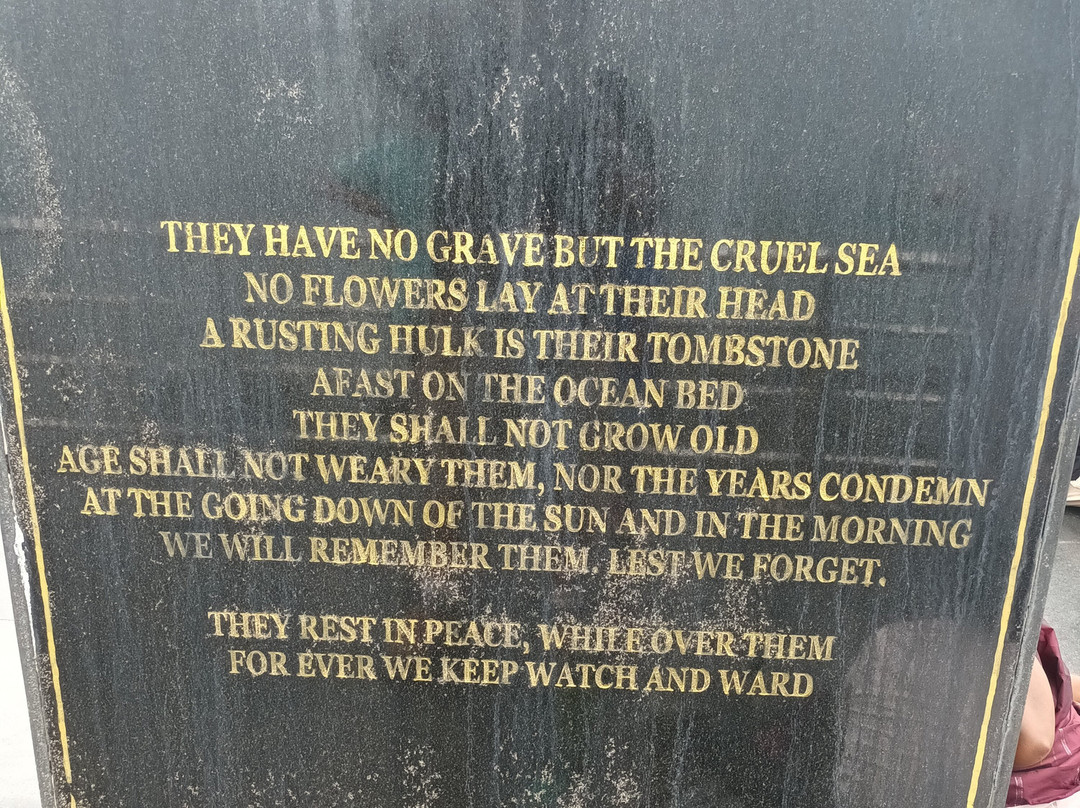 THEY HAVE NO GRAVE BUT THE CRUEL SEA
NO FLOWERS LAY AT THEIR HEAD
A RUSTING HULK IS THEIR TOMBSTONE
AFAST ON THE OCEAN BED
THEY SHALL NOT GROW OLD
AGE SHALL NOT WEARY THEM, NOR THE YEARS CONDEMN
AT THE GOING DOWN OF THE SUN AND IN THE MORNING
WE WILL REMEMBER THEM. LEST WE FORGET.
THEY REST IN PEACE, WHILE OVER THEM
FOR EVER WE KEEP WATCH AND WARD